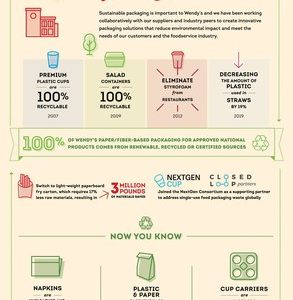 Sustainable packaging is important to Wendy's and we have been working
collaboratively with our suppliers and industry peers to create innovative
packaging solutions that reduce environmental impact and meet the
needs of our customers and the foodservice industry.
PREMIUM
PLASTIC CUPS
ARE
100%
RECYCLABLE
2007
SALAD
CONTAINERS
ARE
100%
RECYCLABLE
2009
ELIMINATE
STYROFOAM
from
RESTAURANTS
2012
DECREASING
THE AMOUNT OF
PLASTIC
used in
STRAWS
BY 19%
2019
100% OF WENDY'S PAPER/FIBER-BASED PACKAGING FOR APPROVED NATIONAL
PRODUCTS COMES FROM RENEWABLE, RECYCLED OR CERTIFIED SOURCES
Switch to light-weight paperboard
fry carton, which requires 17%
less raw materials, resulting in
3 MILLION
POUNDS
OF MATERIALS SAVED
NEXTGEN
CUP
CLOSED
LOOP partners
Joined the NextGen Consortium as a supporting partner
to address single-use food packaging waste globally
NOW YOU KNOW
NAPKINS
ARE
PLASTIC
& PAPER
CUP CARRIERS
ARE